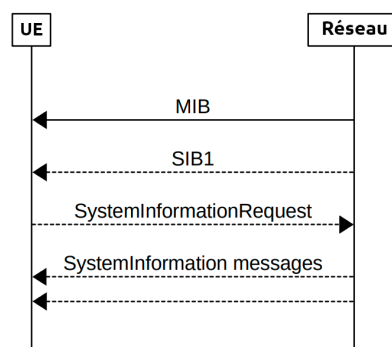 UE
Réseau
MIB
SIB1
SystemInformationRequest
SystemInformation messages